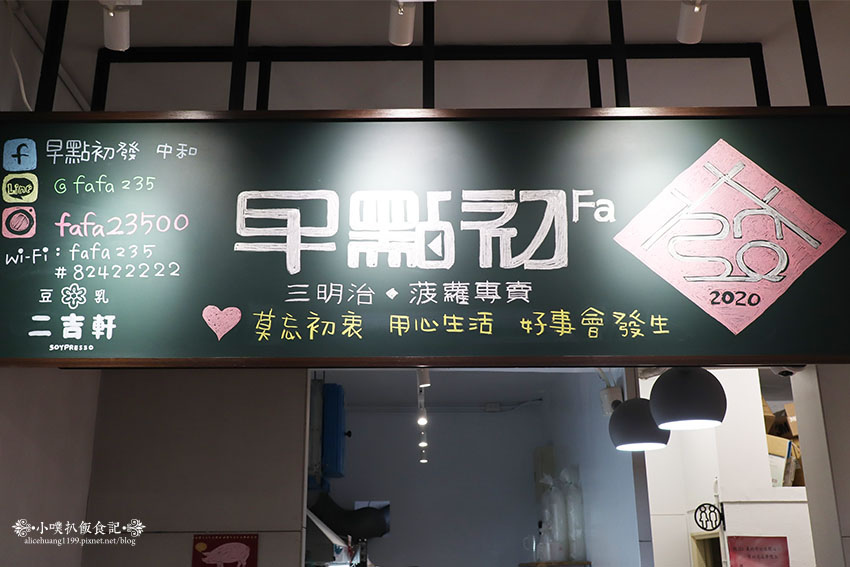 早點初發 中和
LINE @fafa235
fafa23500
Wi-Fi: fafa235
#82422222
豆 乳
二吉軒
SOYPRESSO
早點初Fa
三明治◆菠蘿專賣
莫忘初衷 用心生活 好事會發生
發
2020
小噗扒飯食記
alicehuang1199.pixnet.net/blog